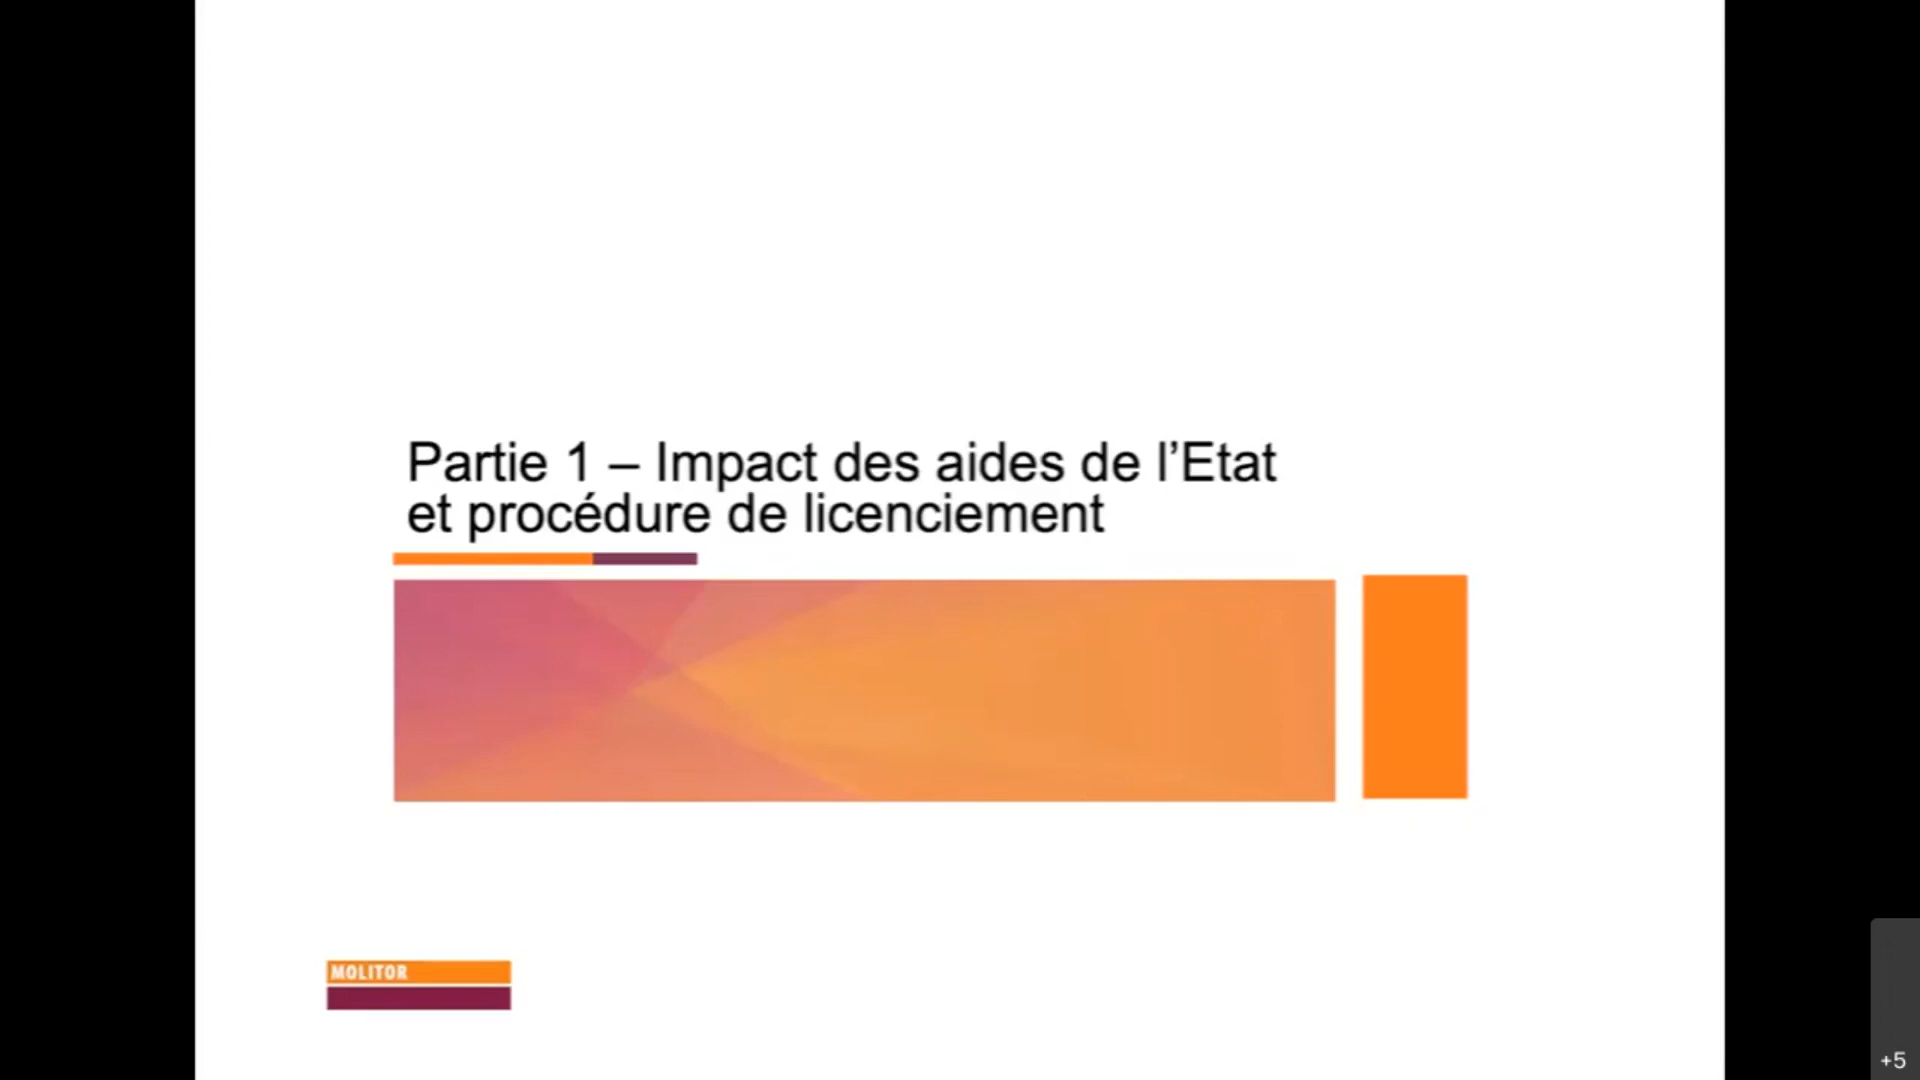 Partie 1 – Impact des aides de l’Etat
et procédure de licenciement
MOLITOR
+5